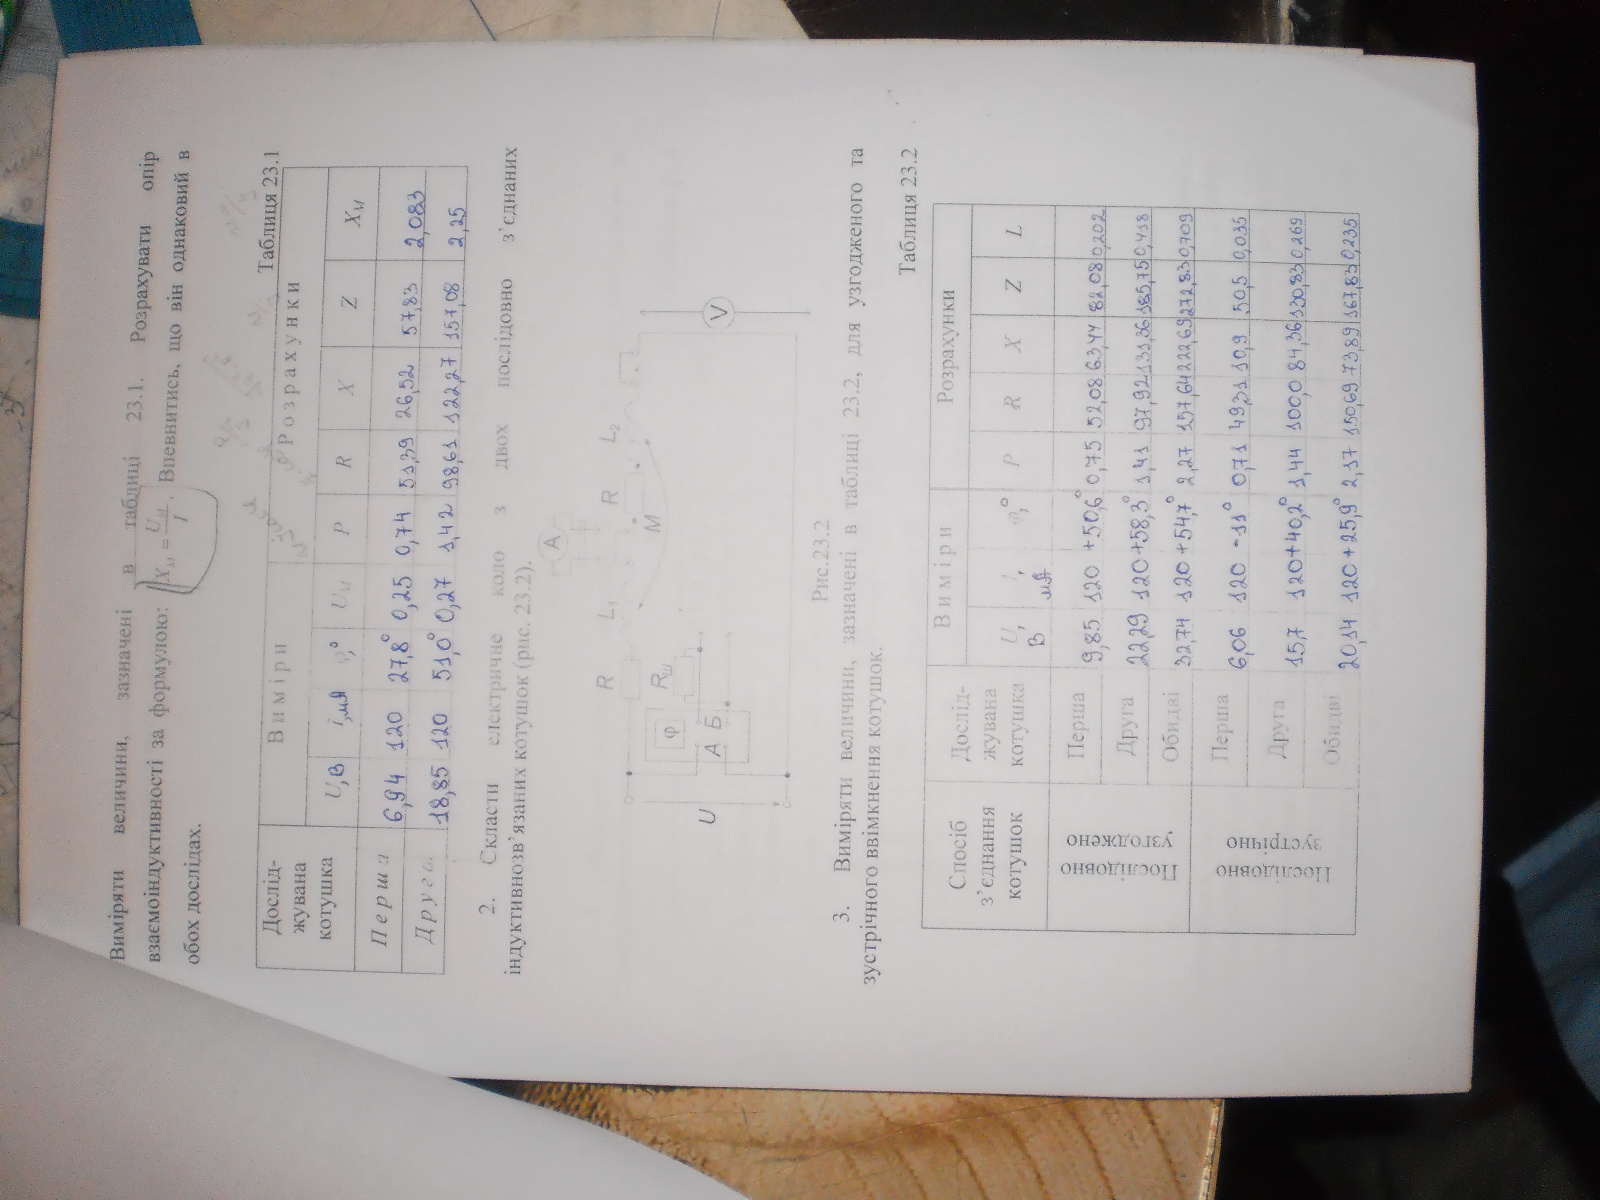 Виміряти величини, зазначені в таблиці 23.1. Розрахувати опір
взаємоіндуктивності за формулою: X_M = U_M / I . Впевнитись, що він однаковий в
обох дослідах.
Таблиця 23.1
Дослід-жувана котушка Виміри Розрахунки
U,В I,мА φ,° U_M P R X Z X_M
Перша 6,94 120 27,8° 0,25 0,74 51,39 26,52 57,83 2,083
Друга 18,85 120 51,0° 0,27 1,42 98,61 122,27 157,08 2,25
2. Скласти електричне коло з двох послідовно з’єднаних
індуктивнозв’язаних котушок (рис. 23.2).
A
R L₁ R L₂
M
φ R_ш
А Б
U
V
Рис.23.2
3. Виміряти величини, зазначені в таблиці 23.2, для узгодженого та
зустрічного ввімкнення котушок.
Таблиця 23.2
Спосіб з’єднання котушок Дослід-жувана котушка Виміри Розрахунки
U, В I, мА φ,° P R X Z L
Послідовно узгоджено
Перша 9,85 120 +50,6° 0,75 52,08 63,44 82,08 0,202
Друга 22,29 120 +58,3° 1,41 97,92 131,36 185,75 0,418
Обидві 32,74 120 +54,7° 2,27 157,64 222,69 272,83 0,709
Послідовно зустрічно
Перша 6,06 120 -11° 0,71 49,31 10,9 50,5 0,035
Друга 15,7 120 +40,2° 1,44 100,0 84,36 130,83 0,269
Обидві 20,14 120 +25,9° 2,17 150,69 73,89 167,83 0,235